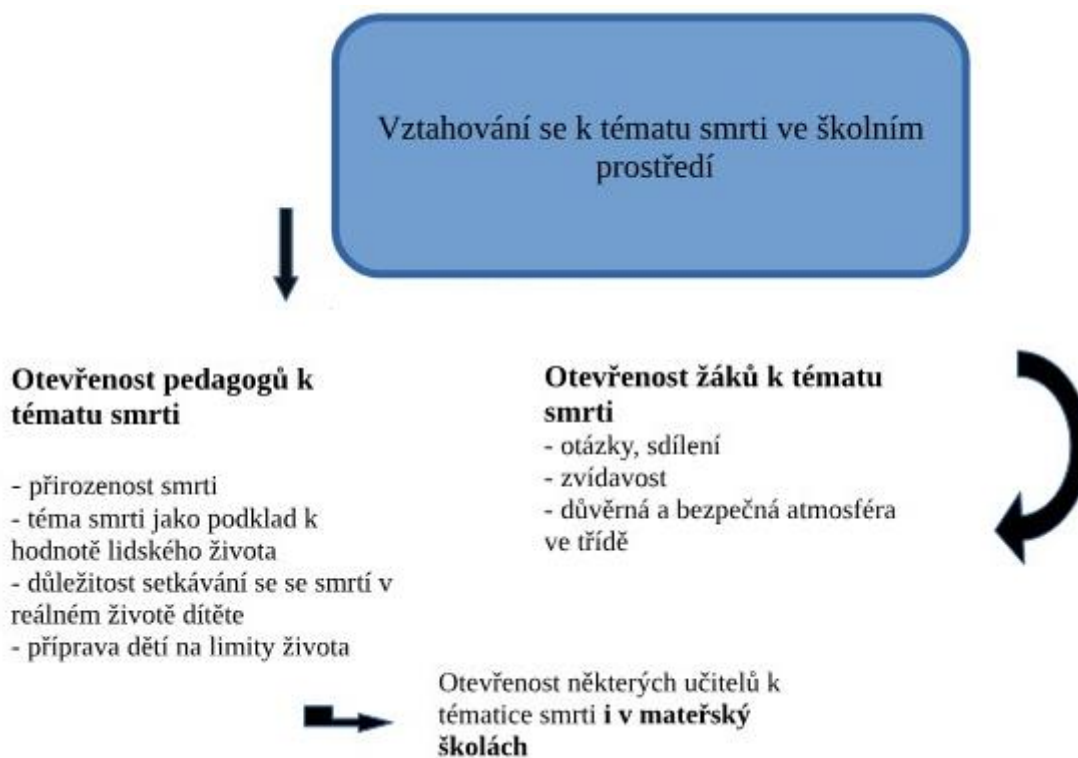 Vztahování se k tématu smrti ve školním
prostředí
Otevřenost pedagogů k
tématu smrti
- přirozenost smrti
- téma smrti jako podklad k
hodnotě lidského života
- důležitost setkávání se se smrtí v
reálném životě dítěte
- příprava dětí na limity života
Otevřenost žáků k tématu
smrti
- otázky, sdílení
- zvídavost
- důvěrná a bezpečná atmosféra
ve třídě
Otevřenost některých učitelů k
tématice smrti i v mateřský
školách